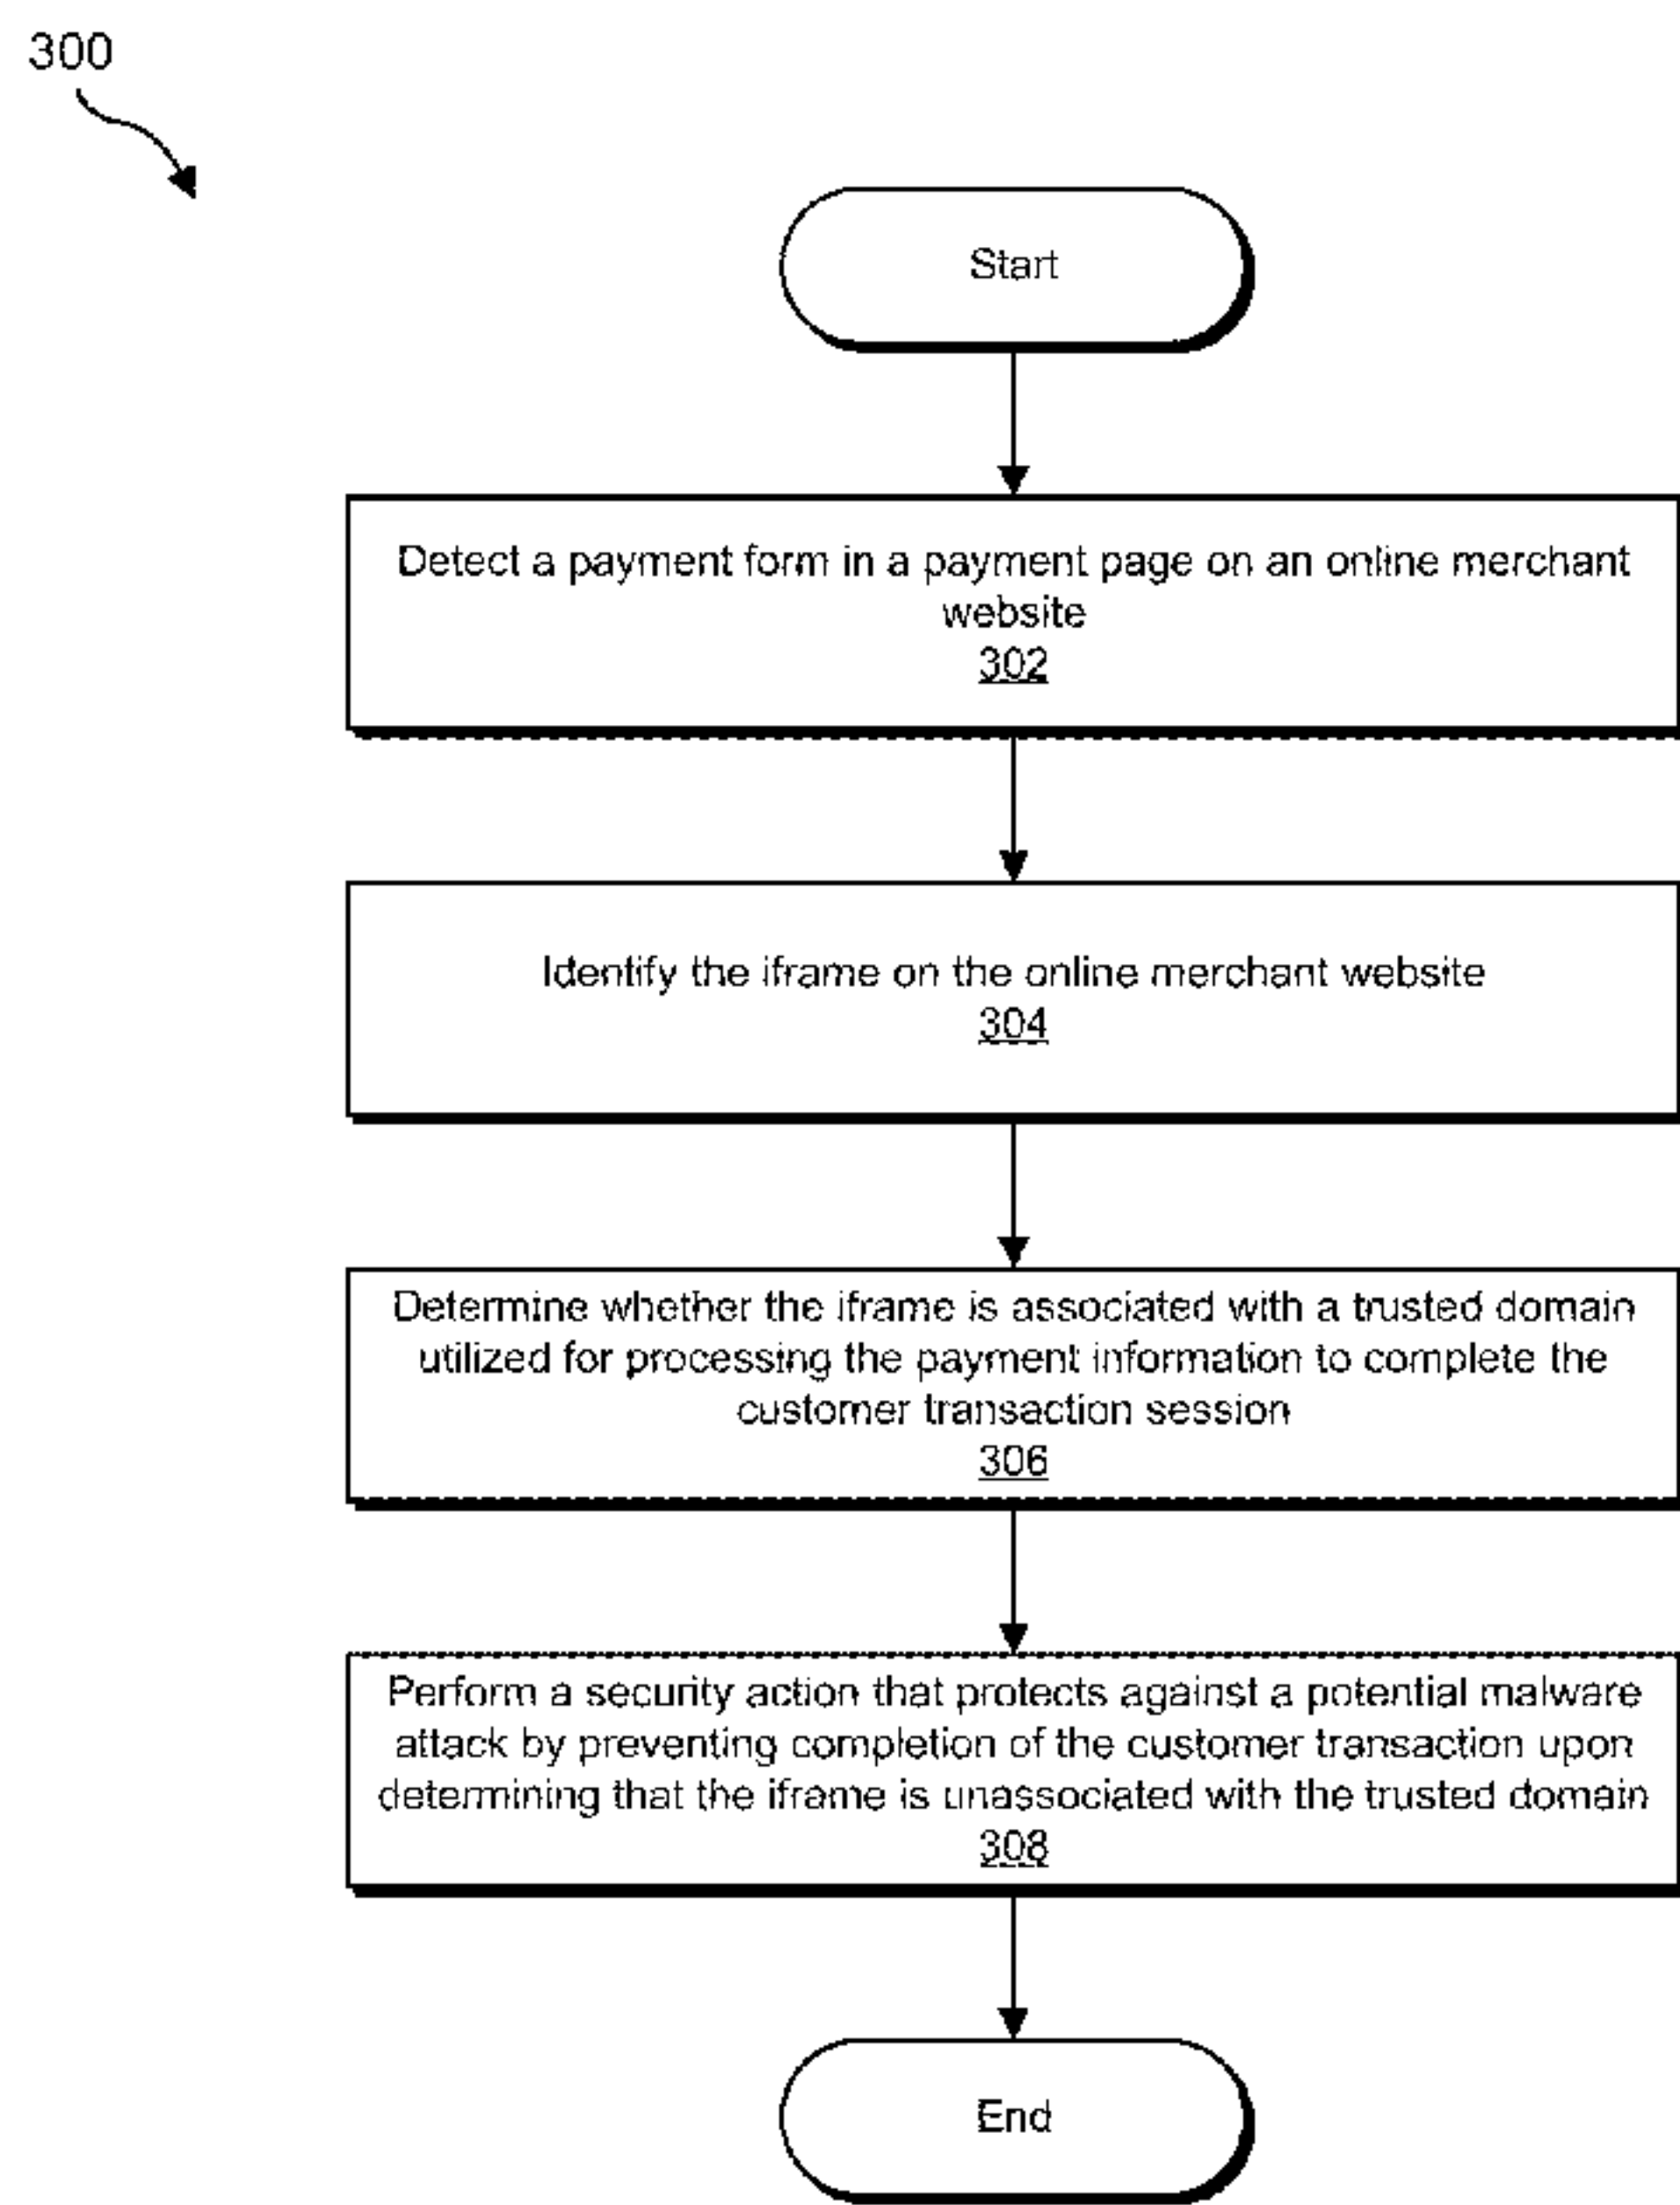 300
Start
Detect a payment form in a payment page on an online merchant
website
302
Identify the iframe on the online merchant website
304
Determine whether the iframe is associated with a trusted domain
utilized for processing the payment information to complete the
customer transaction session
306
Perform a security action that protects against a potential malware
attack by preventing completion of the customer transaction upon
determining that the iframe is unassociated with the trusted domain
308
End